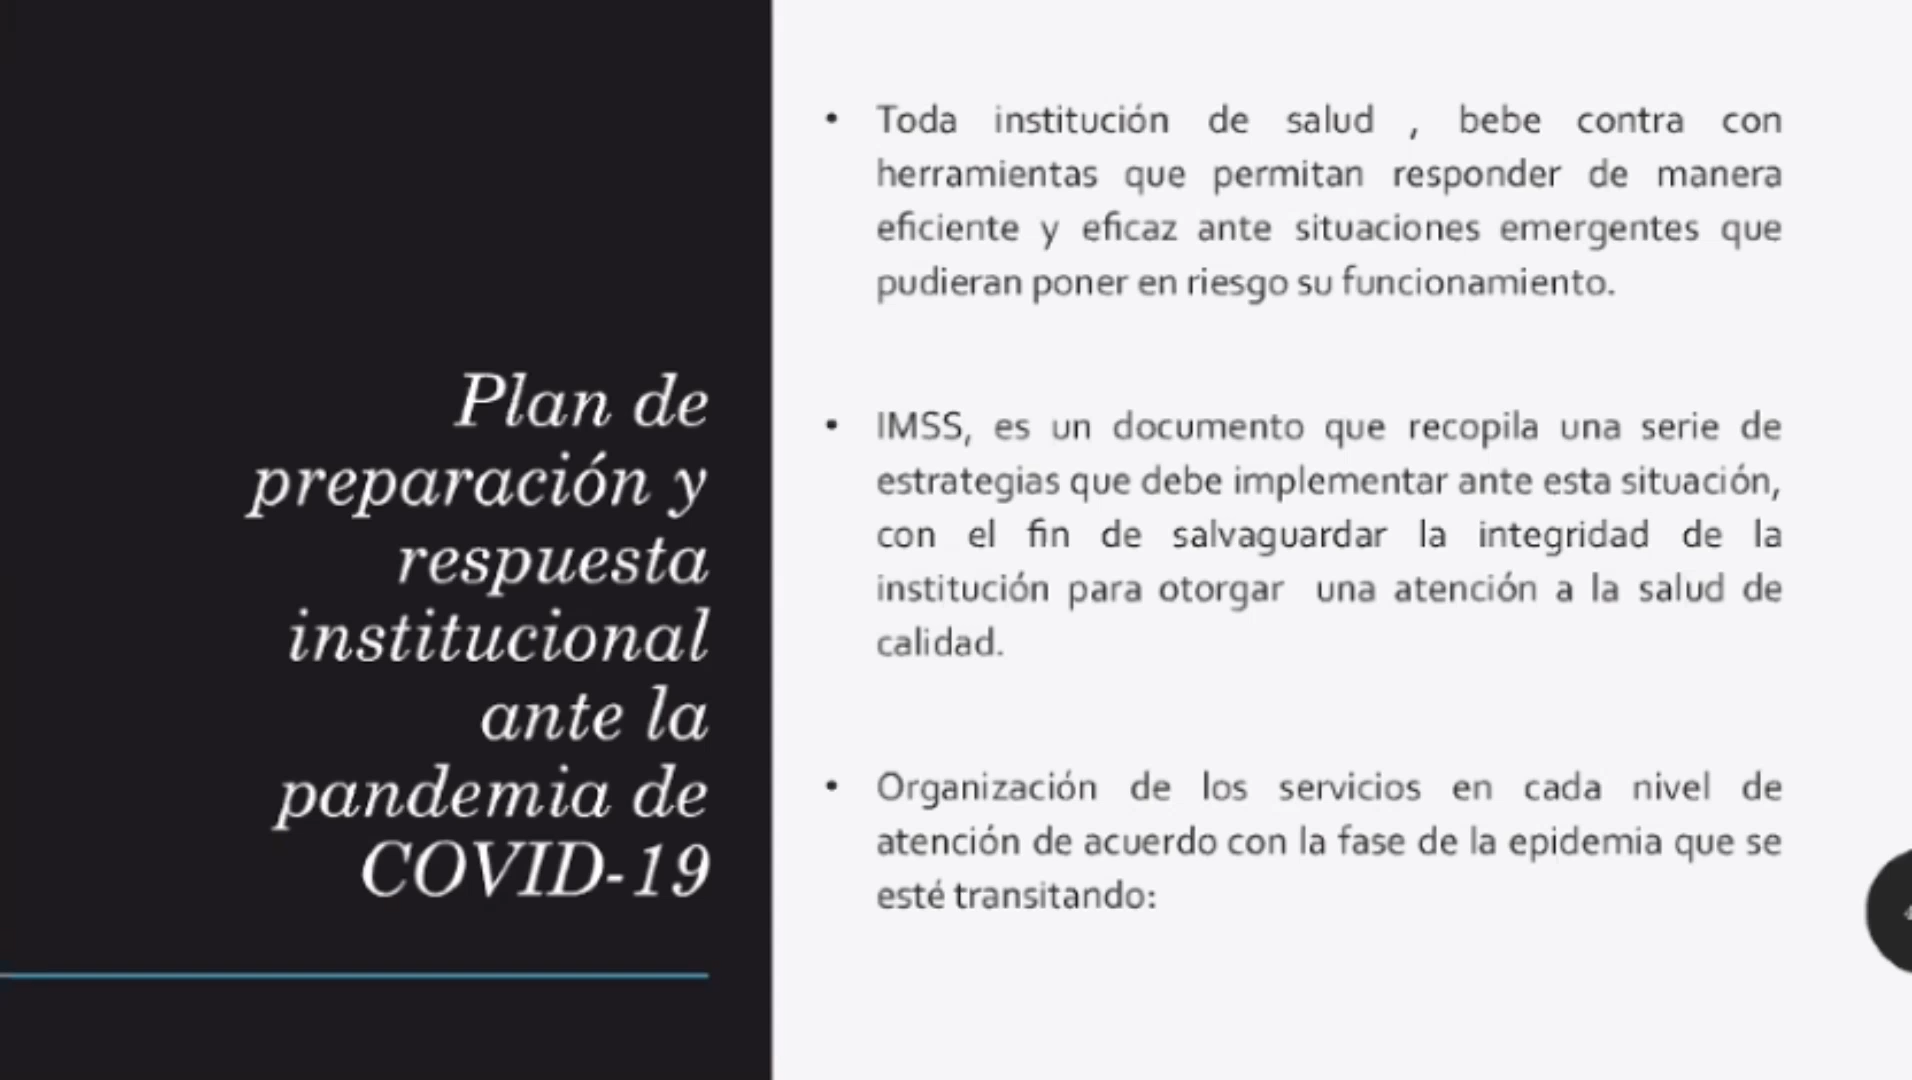 Plan de
preparación y
respuesta
institucional
ante la
pandemia de
COVID-19
• Toda institución de salud , bebe contra con
herramientas que permitan responder de manera
eficiente y eficaz ante situaciones emergentes que
pudieran poner en riesgo su funcionamiento.
• IMSS, es un documento que recopila una serie de
estrategias que debe implementar ante esta situación,
con el fin de salvaguardar la integridad de la
institución para otorgar una atención a la salud de
calidad.
• Organización de los servicios en cada nivel de
atención de acuerdo con la fase de la epidemia que se
esté transitando: